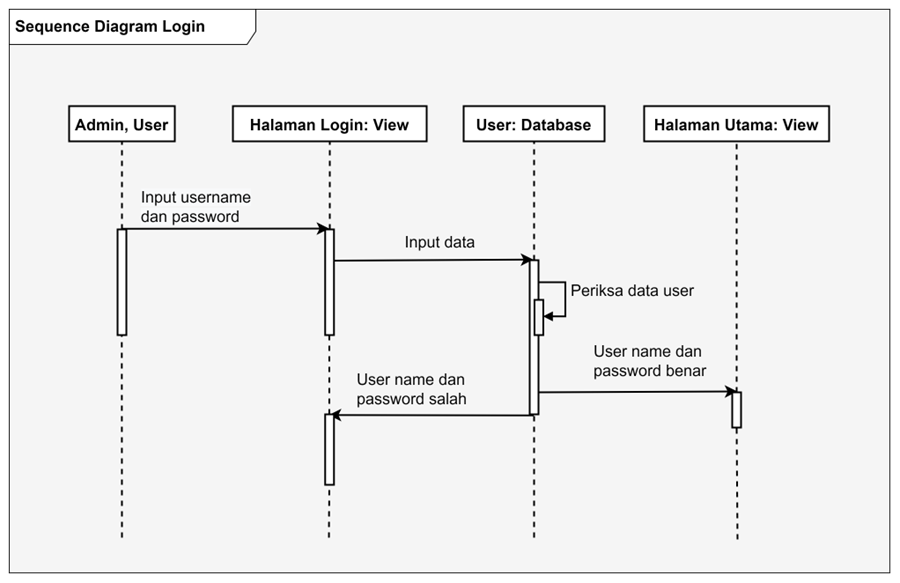 Sequence Diagram Login
Admin, User
Halaman Login: View
User: Database
Halaman Utama: View
Input username
dan password
Input data
Periksa data user
User name dan
password benar
User name dan
password salah